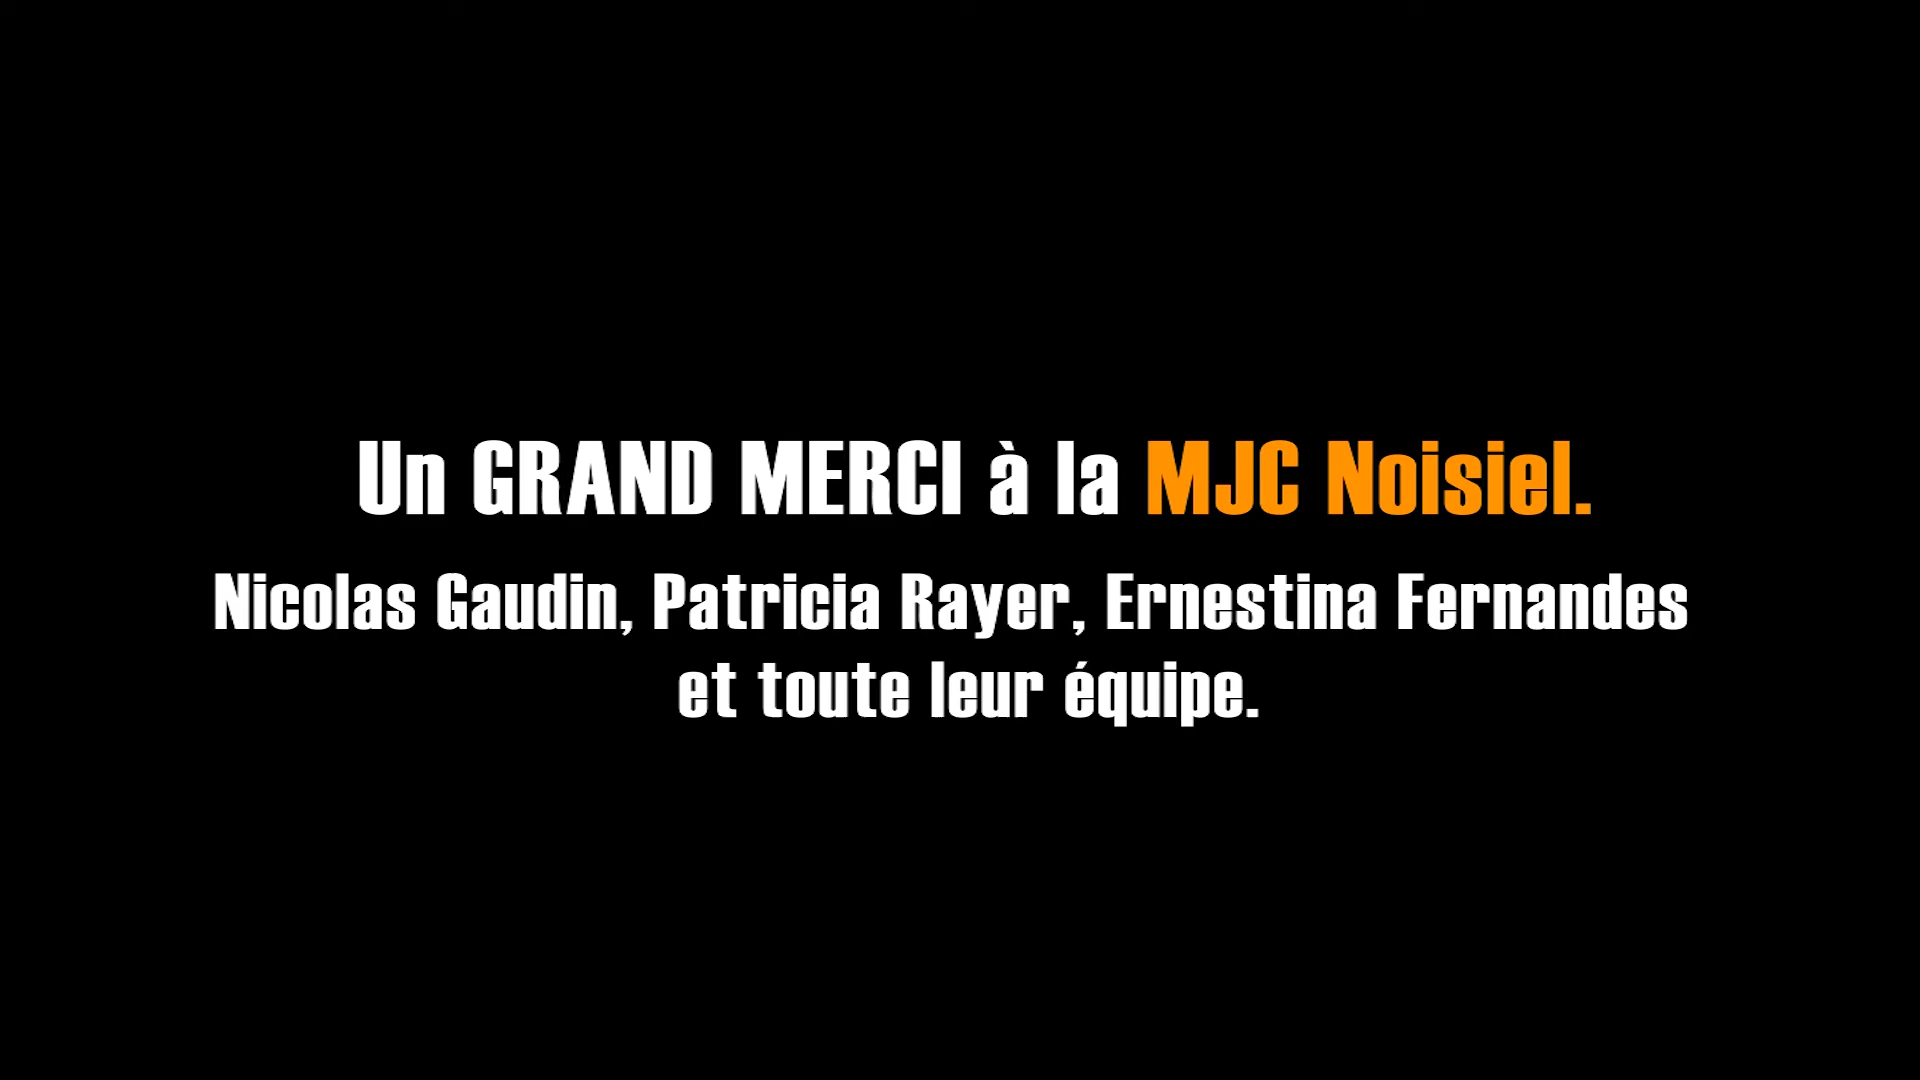 Un GRAND MERCI à la MJC Noisiel.
Nicolas Gaudin, Patricia Rayer, Ernestina Fernandes
et toute leur équipe.